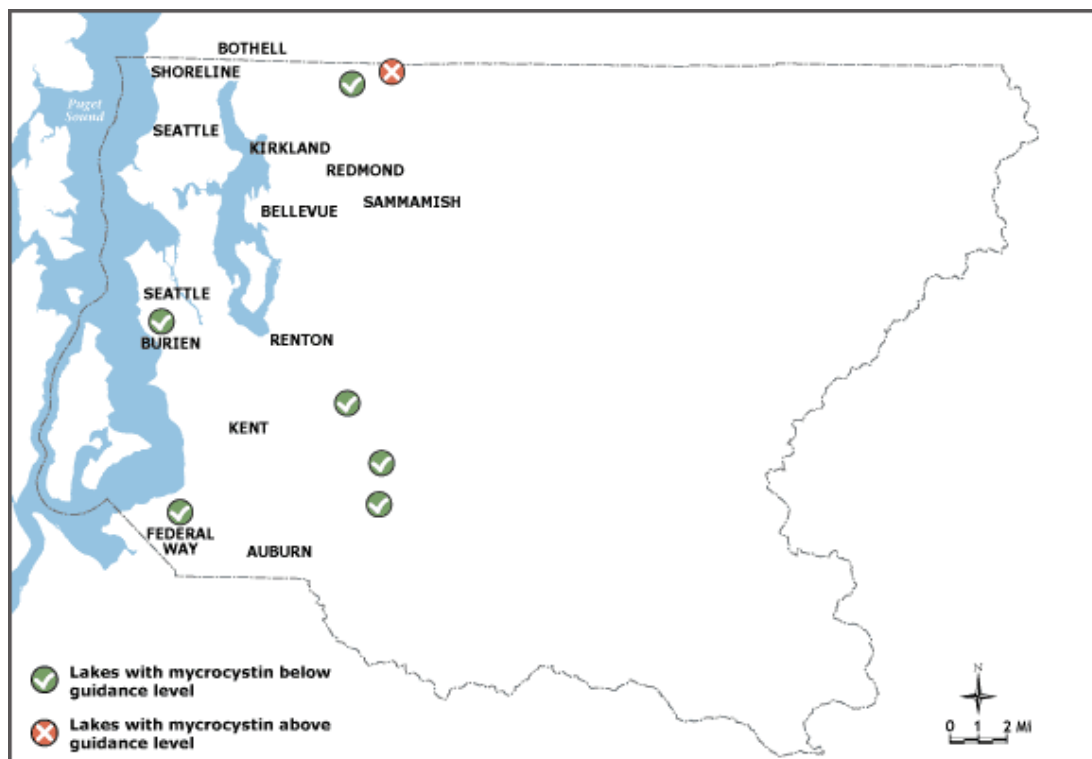 BOTHELL
SHORELINE
Puget
Sound
SEATTLE
KIRKLAND
REDMOND
SAMMAMISH
BELLEVUE
SEATTLE
BURIEN
RENTON
KENT
FEDERAL
WAY
AUBURN
Lakes with mycrocystin below
guidance level
Lakes with mycrocystin above
guidance level
N
0 1 2 Mi